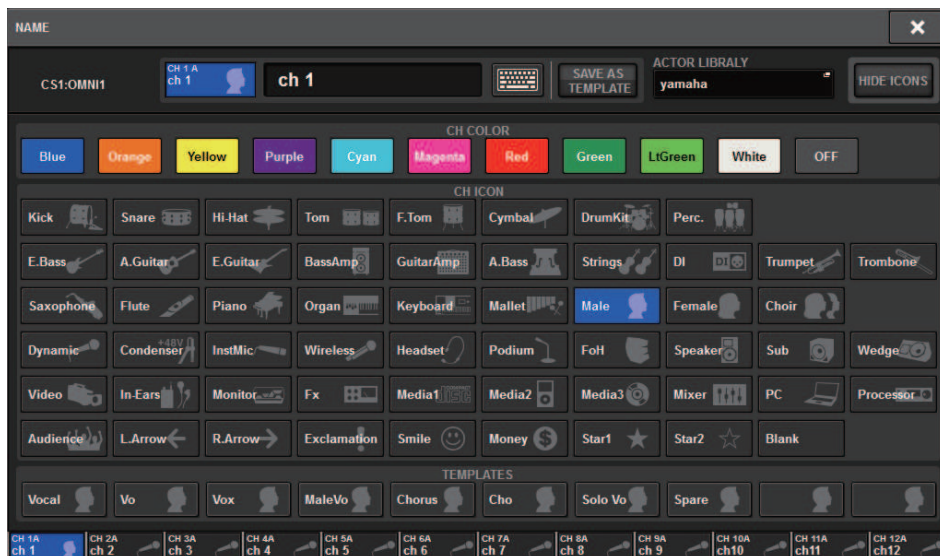 NAME
CS1:OMNI1
CH 1 A
ch 1
ch 1
SAVE AS
TEMPLATE
ACTOR LIBRALY
yamaha
HIDE ICONS
CH COLOR
Blue Orange Yellow Purple Cyan Magenta Red Green LtGreen White OFF
CH ICON
Kick Snare Hi-Hat Tom F.Tom Cymbal DrumKit Perc.
E.Bass A.Guitar E.Guitar BassAmp GuitarAmp A.Bass Strings DI DI Trumpet Trombone
Saxophone Flute Piano Organ Keyboard Mallet Male Female Choir
Dynamic Condenser +48V InstMic Wireless Headset Podium FoH Speaker Sub Wedge
Video In-Ears Monitor Fx Media1 Media2 Media3 Mixer PC Processor
Audience L.Arrow R.Arrow Exclamation Smile Money $ Star1 Star2 Blank
TEMPLATES
Vocal Vo Vox MaleVo Chorus Cho Solo Vo Spare
CH 1A CH 2A CH 3A CH 4A CH 5A CH 6A CH 7A CH 8A CH 9A CH 10A CH 11A CH 12A
ch 1 ch 2 ch 3 ch 4 ch 5 ch 6 ch 7 ch 8 ch 9 ch10 ch11 ch12